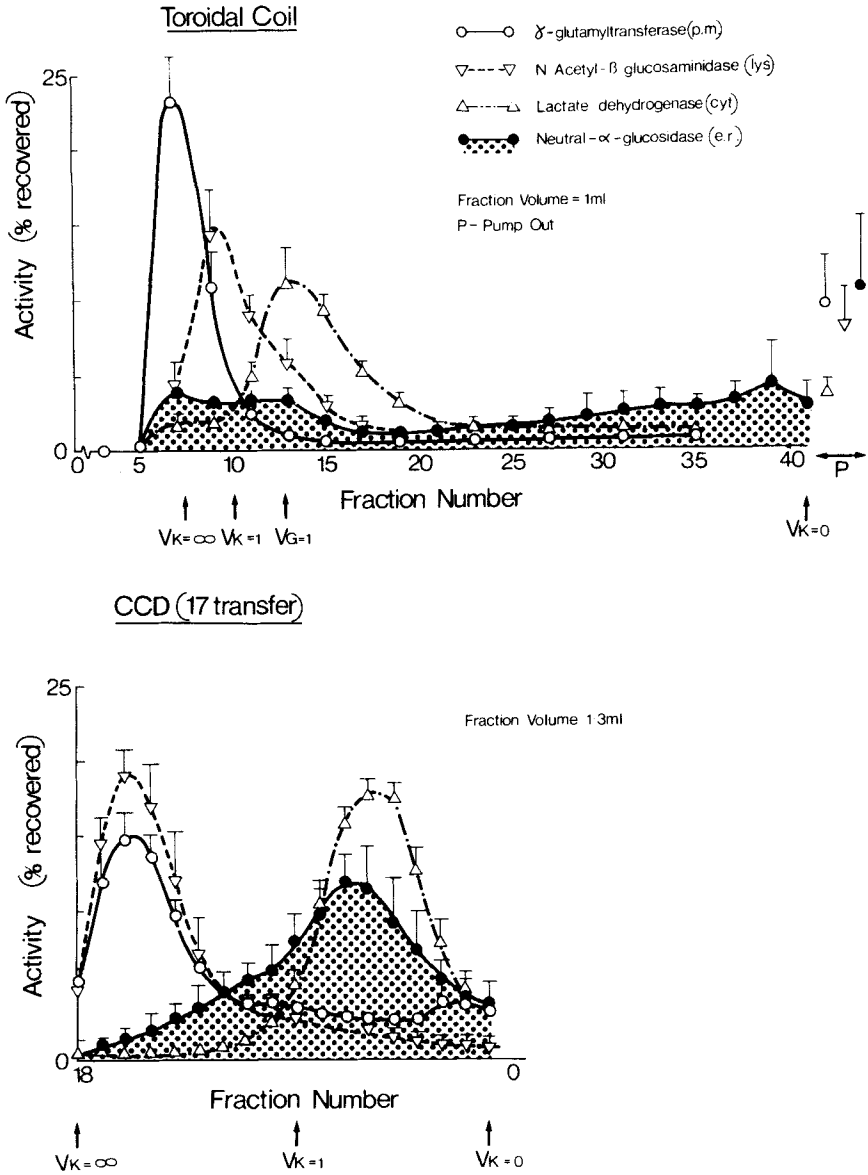 Toroidal Coil
25
0
Activity (% recovered)
ɣ-glutamyltransferase (p.m)
N Acetyl-ß glucosaminidase (lys)
Lactate dehydrogenase (cyt)
Neutral-α-glucosidase (e.r.)
Fraction Volume = 1ml
P- Pump Out
0 5 10 15 20 25 30 35 40 P
Fraction Number
VK=∞ VK=1 VG=1 VK=0
CCD (17 transfer)
25
0
Activity (% recovered)
Fraction Volume 1 3ml
18 0
Fraction Number
VK=∞ VK=1 VK=0